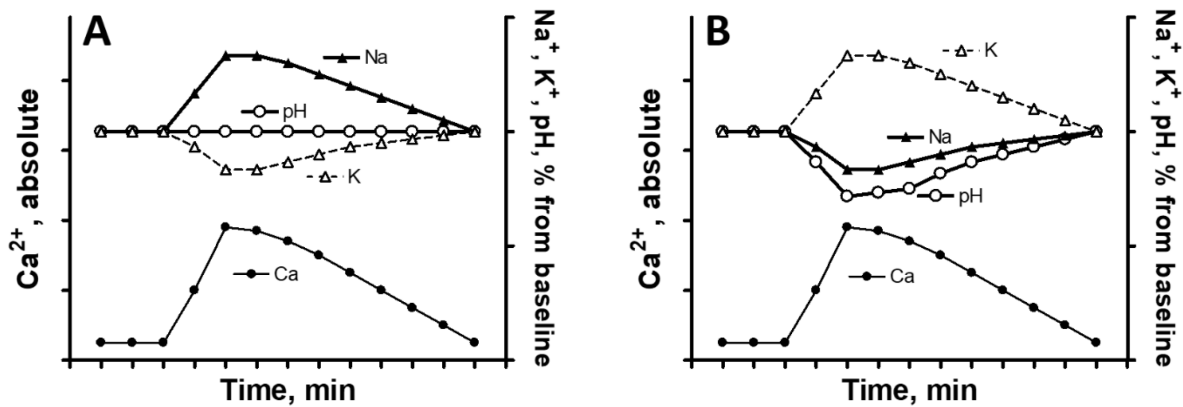 A
Ca²⁺, absolute
Na
pH
K
Ca
Time, min
Na⁺, K⁺, pH, % from baseline
B
Ca²⁺, absolute
K
Na
pH
Ca
Time, min
Na⁺, K⁺, pH, % from baseline